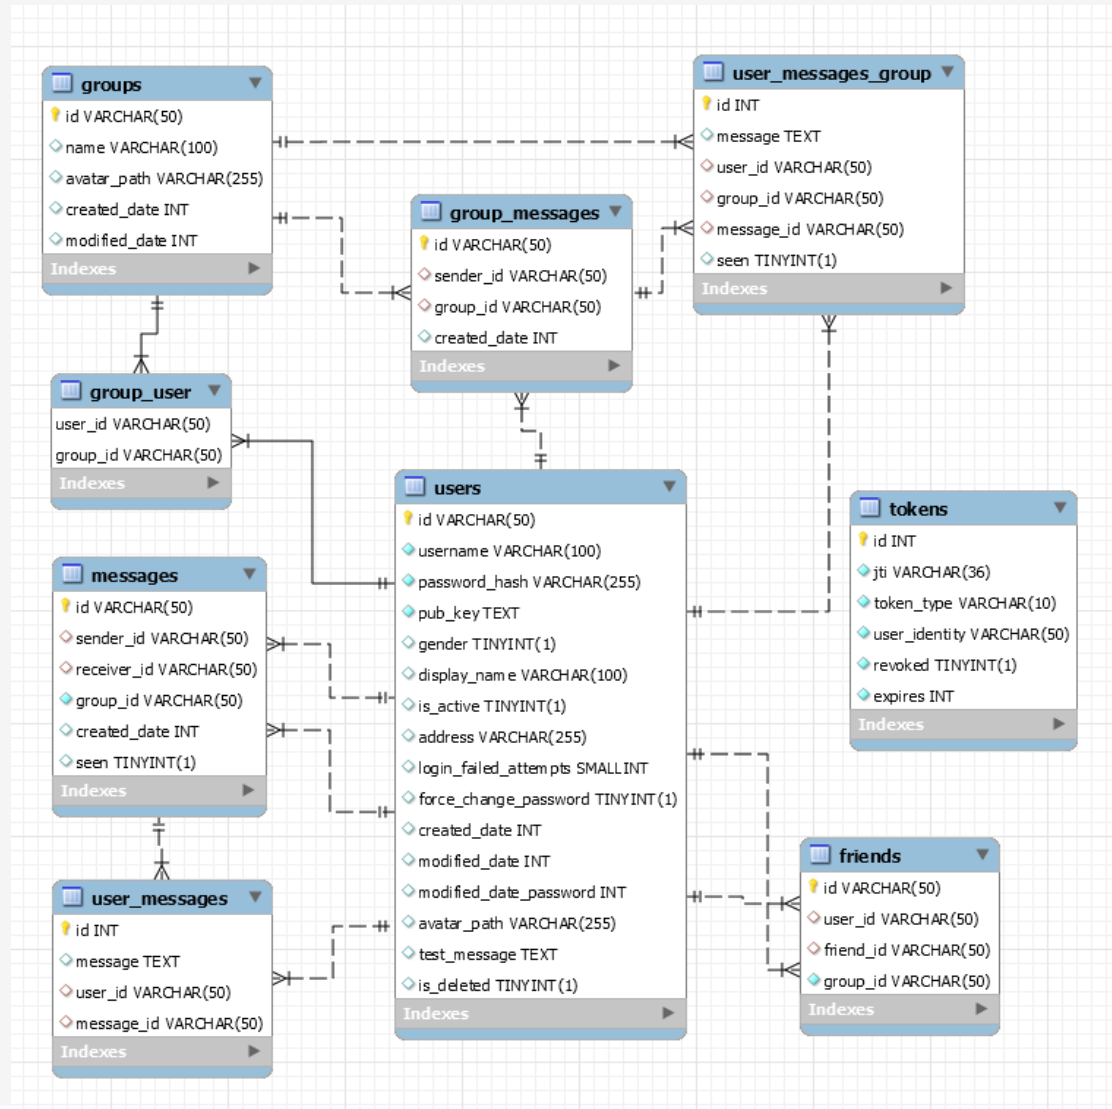 groups
id VARCHAR(50)
name VARCHAR(100)
avatar_path VARCHAR(255)
created_date INT
modified_date INT
Indexes
user_messages_group
id INT
message TEXT
user_id VARCHAR(50)
group_id VARCHAR(50)
message_id VARCHAR(50)
seen TINYINT(1)
Indexes
group_messages
id VARCHAR(50)
sender_id VARCHAR(50)
group_id VARCHAR(50)
created_date INT
Indexes
group_user
user_id VARCHAR(50)
group_id VARCHAR(50)
Indexes
users
id VARCHAR(50)
username VARCHAR(100)
password_hash VARCHAR(255)
pub_key TEXT
gender TINYINT(1)
display_name VARCHAR(100)
is_active TINYINT(1)
address VARCHAR(255)
login_failed_attempts SMALLINT
force_change_password TINYINT(1)
created_date INT
modified_date INT
modified_date_password INT
avatar_path VARCHAR(255)
test_message TEXT
is_deleted TINYINT(1)
Indexes
tokens
id INT
jti VARCHAR(36)
token_type VARCHAR(10)
user_identity VARCHAR(50)
revoked TINYINT(1)
expires INT
Indexes
messages
id VARCHAR(50)
sender_id VARCHAR(50)
receiver_id VARCHAR(50)
group_id VARCHAR(50)
created_date INT
seen TINYINT(1)
Indexes
friends
id VARCHAR(50)
user_id VARCHAR(50)
friend_id VARCHAR(50)
group_id VARCHAR(50)
Indexes
user_messages
id INT
message TEXT
user_id VARCHAR(50)
message_id VARCHAR(50)
Indexes